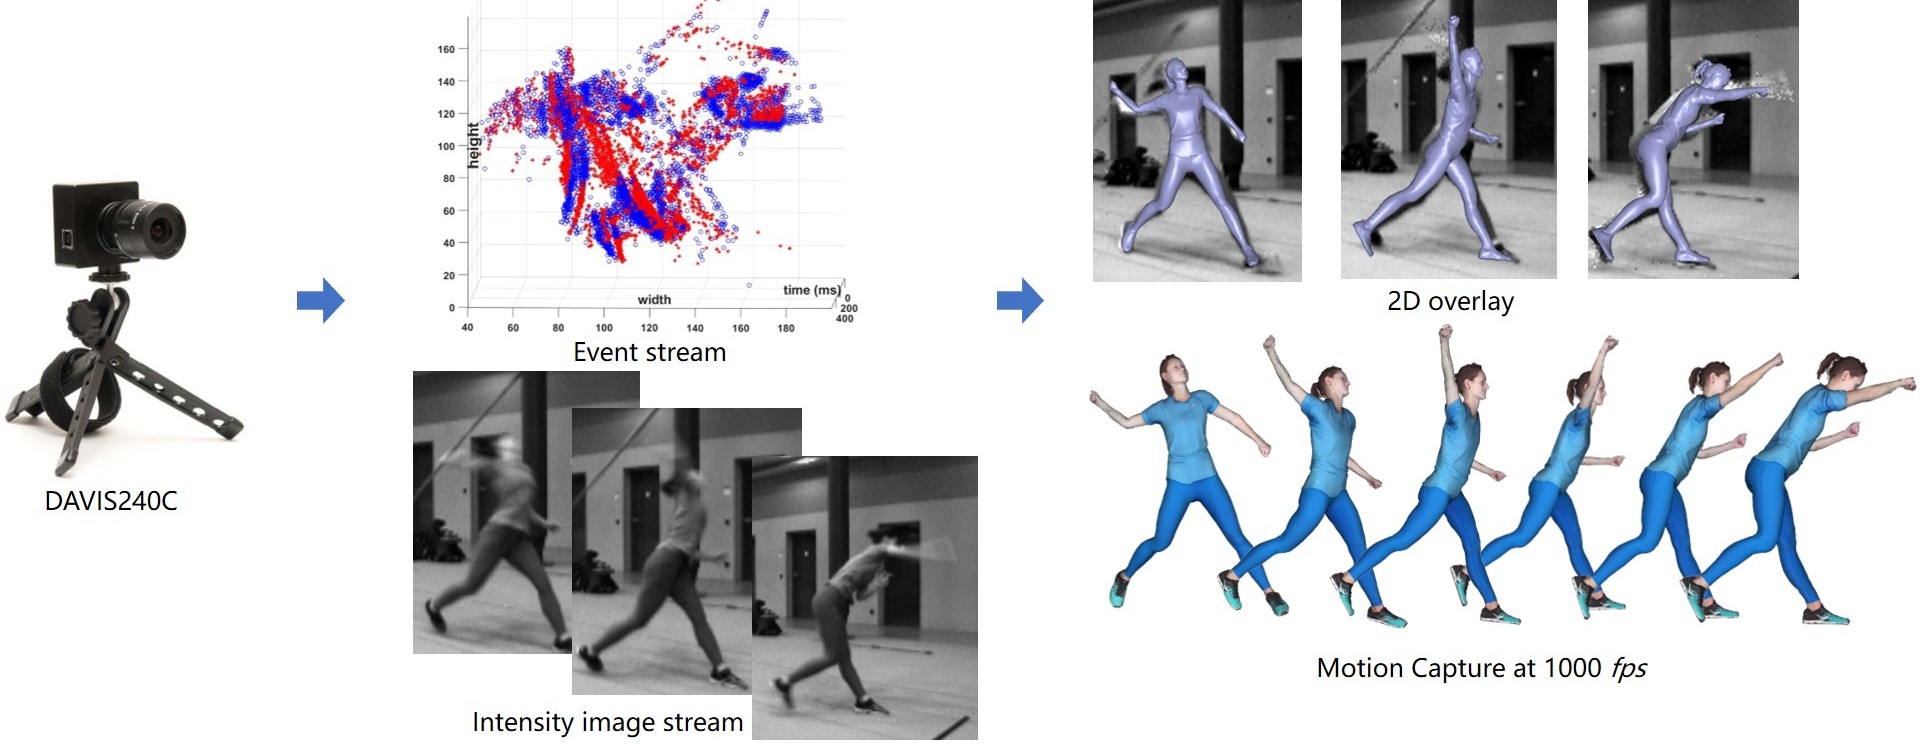 DAVIS240C
160
140
120
100
80
60
40
20
0
height
40 60 80 100 120 140 160 180
width
time (ms)
0
200
400
Event stream
Intensity image stream
2D overlay
Motion Capture at 1000 fps